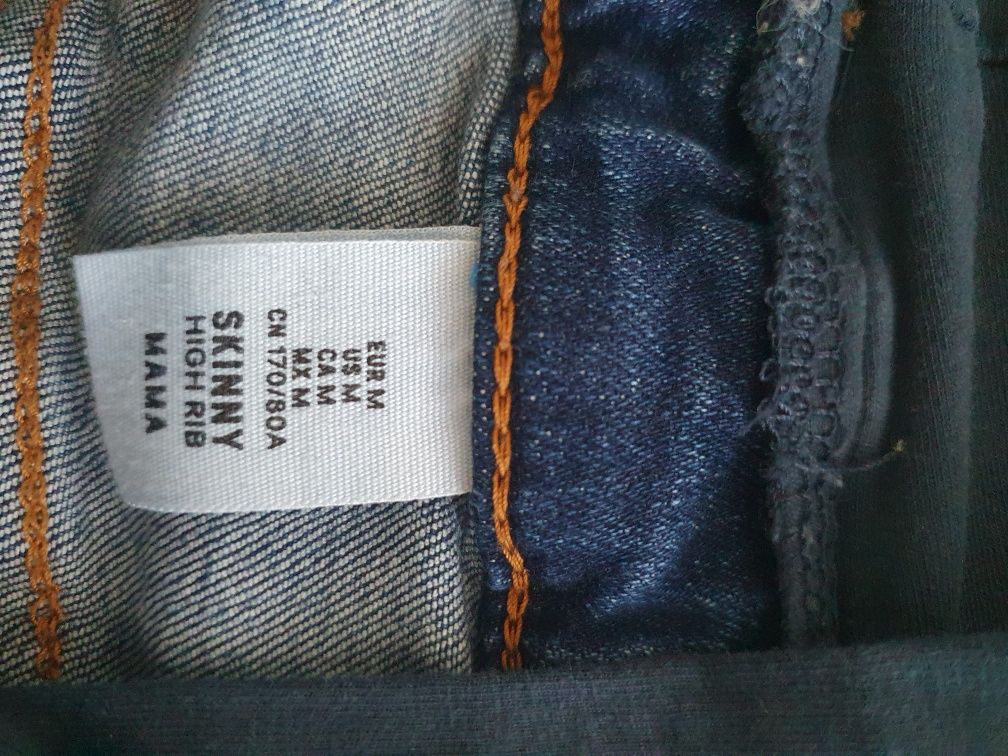 EUR M
US M
CA M
MX M
CN 170/80A
SKINNY
HIGH RIB
MAMA